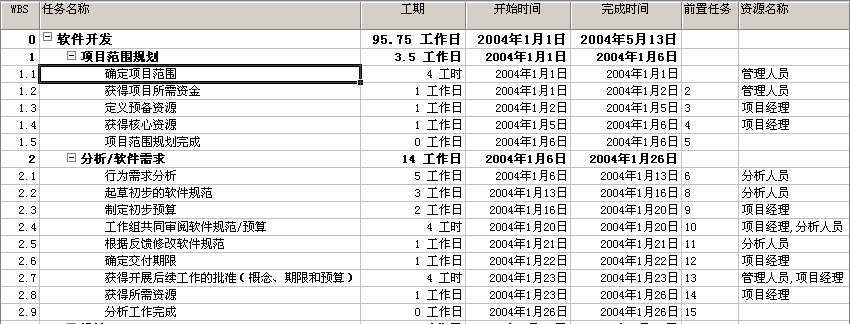 WBS 任务名称 工期 开始时间 完成时间 前置任务 资源名称
0 软件开发 95.75 工作日 2004年1月1日 2004年5月13日
1 项目范围规划 3.5 工作日 2004年1月1日 2004年1月6日
1.1 确定项目范围 4 工时 2004年1月1日 2004年1月1日 管理人员
1.2 获得项目所需资金 1 工作日 2004年1月1日 2004年1月2日 2 管理人员
1.3 定义预备资源 1 工作日 2004年1月2日 2004年1月5日 3 项目经理
1.4 获得核心资源 1 工作日 2004年1月5日 2004年1月6日 4 项目经理
1.5 项目范围规划完成 0 工作日 2004年1月6日 2004年1月6日 5
2 分析/软件需求 14 工作日 2004年1月6日 2004年1月26日
2.1 行为需求分析 5 工作日 2004年1月6日 2004年1月13日 6 分析人员
2.2 起草初步的软件规范 3 工作日 2004年1月13日 2004年1月16日 8 分析人员
2.3 制定初步预算 2 工作日 2004年1月16日 2004年1月20日 9 项目经理
2.4 工作组共同审阅软件规范/预算 4 工时 2004年1月20日 2004年1月20日 10 项目经理,分析人员
2.5 根据反馈修改软件规范 1 工作日 2004年1月21日 2004年1月21日 11 分析人员
2.6 确定交付期限 1 工作日 2004年1月22日 2004年1月22日 12 项目经理
2.7 获得开展后续工作的批准(概念、期限和预算) 4 工时 2004年1月23日 2004年1月23日 13 管理人员,项目经理
2.8 获得所需资源 1 工作日 2004年1月23日 2004年1月26日 14 项目经理
2.9 分析工作完成 0 工作日 2004年1月26日 2004年1月26日 15